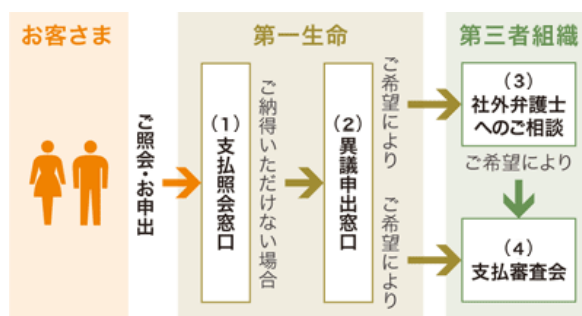 お客さま
第一生命
第三者組織
ご照会・お申出
(1)支払照会窓口
ご納得いただけない場合
(2)異議申出窓口
ご希望により
ご希望により
(3)
社外弁護士
へのご相談
ご希望により
(4)
支払審査会